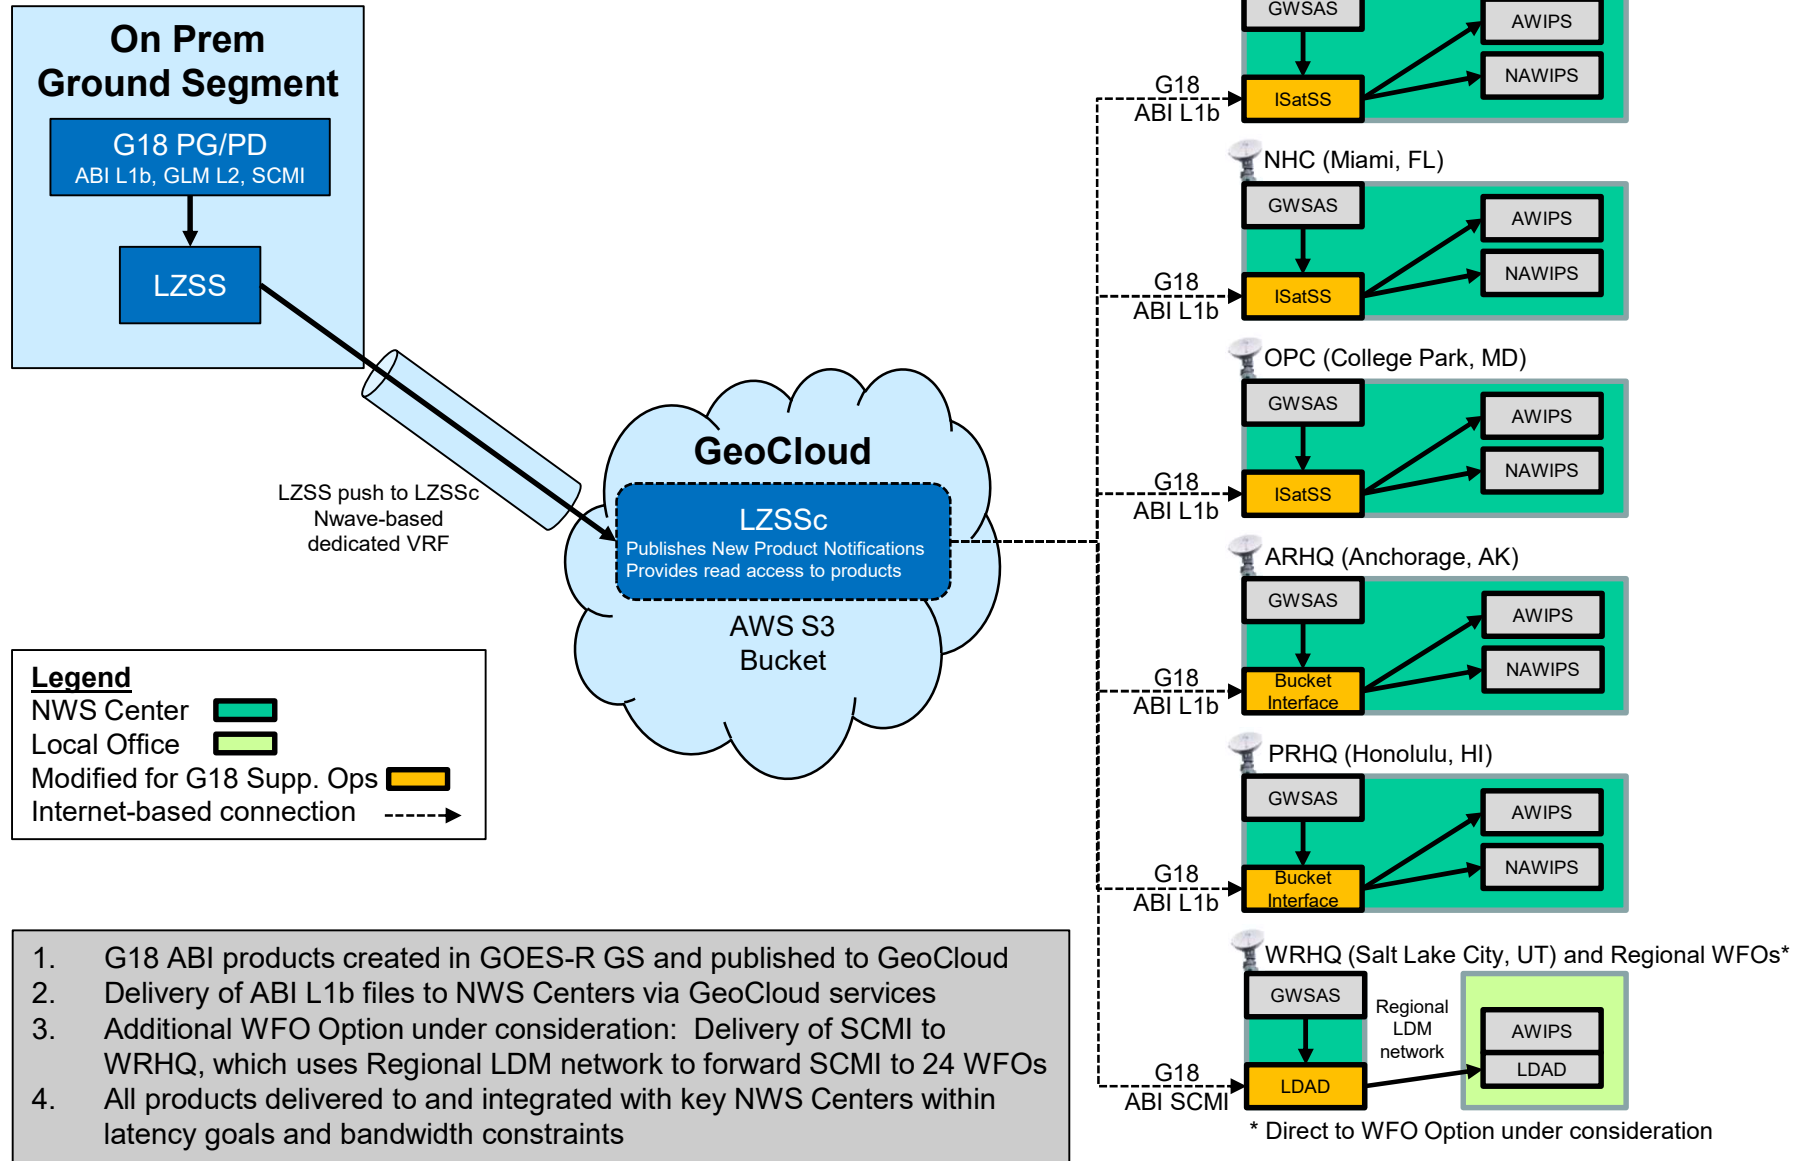 On Prem
Ground Segment
G18 PG/PD
ABI L1b, GLM L2, SCMI
LZSS
LZSS push to LZSSc
Nwave-based
dedicated VRF
GeoCloud
LZSSc
Publishes New Product Notifications
Provides read access to products
AWS S3
Bucket
Legend
NWS Center
Local Office
Modified for G18 Supp. Ops
Internet-based connection
1. G18 ABI products created in GOES-R GS and published to GeoCloud
2. Delivery of ABI L1b files to NWS Centers via GeoCloud services
3. Additional WFO Option under consideration: Delivery of SCMI to
WRHQ, which uses Regional LDM network to forward SCMI to 24 WFOs
4. All products delivered to and integrated with key NWS Centers within
latency goals and bandwidth constraints
GWSAS
AWIPS
NAWIPS
G18
ABI L1b
ISatSS
NHC (Miami, FL)
GWSAS
AWIPS
NAWIPS
G18
ABI L1b
ISatSS
OPC (College Park, MD)
GWSAS
AWIPS
NAWIPS
G18
ABI L1b
ISatSS
ARHQ (Anchorage, AK)
GWSAS
AWIPS
NAWIPS
G18
ABI L1b
Bucket
Interface
PRHQ (Honolulu, HI)
GWSAS
AWIPS
NAWIPS
G18
ABI L1b
Bucket
Interface
WRHQ (Salt Lake City, UT) and Regional WFOs*
GWSAS
Regional
LDM
network
AWIPS
LDAD
G18
ABI SCMI
LDAD
* Direct to WFO Option under consideration